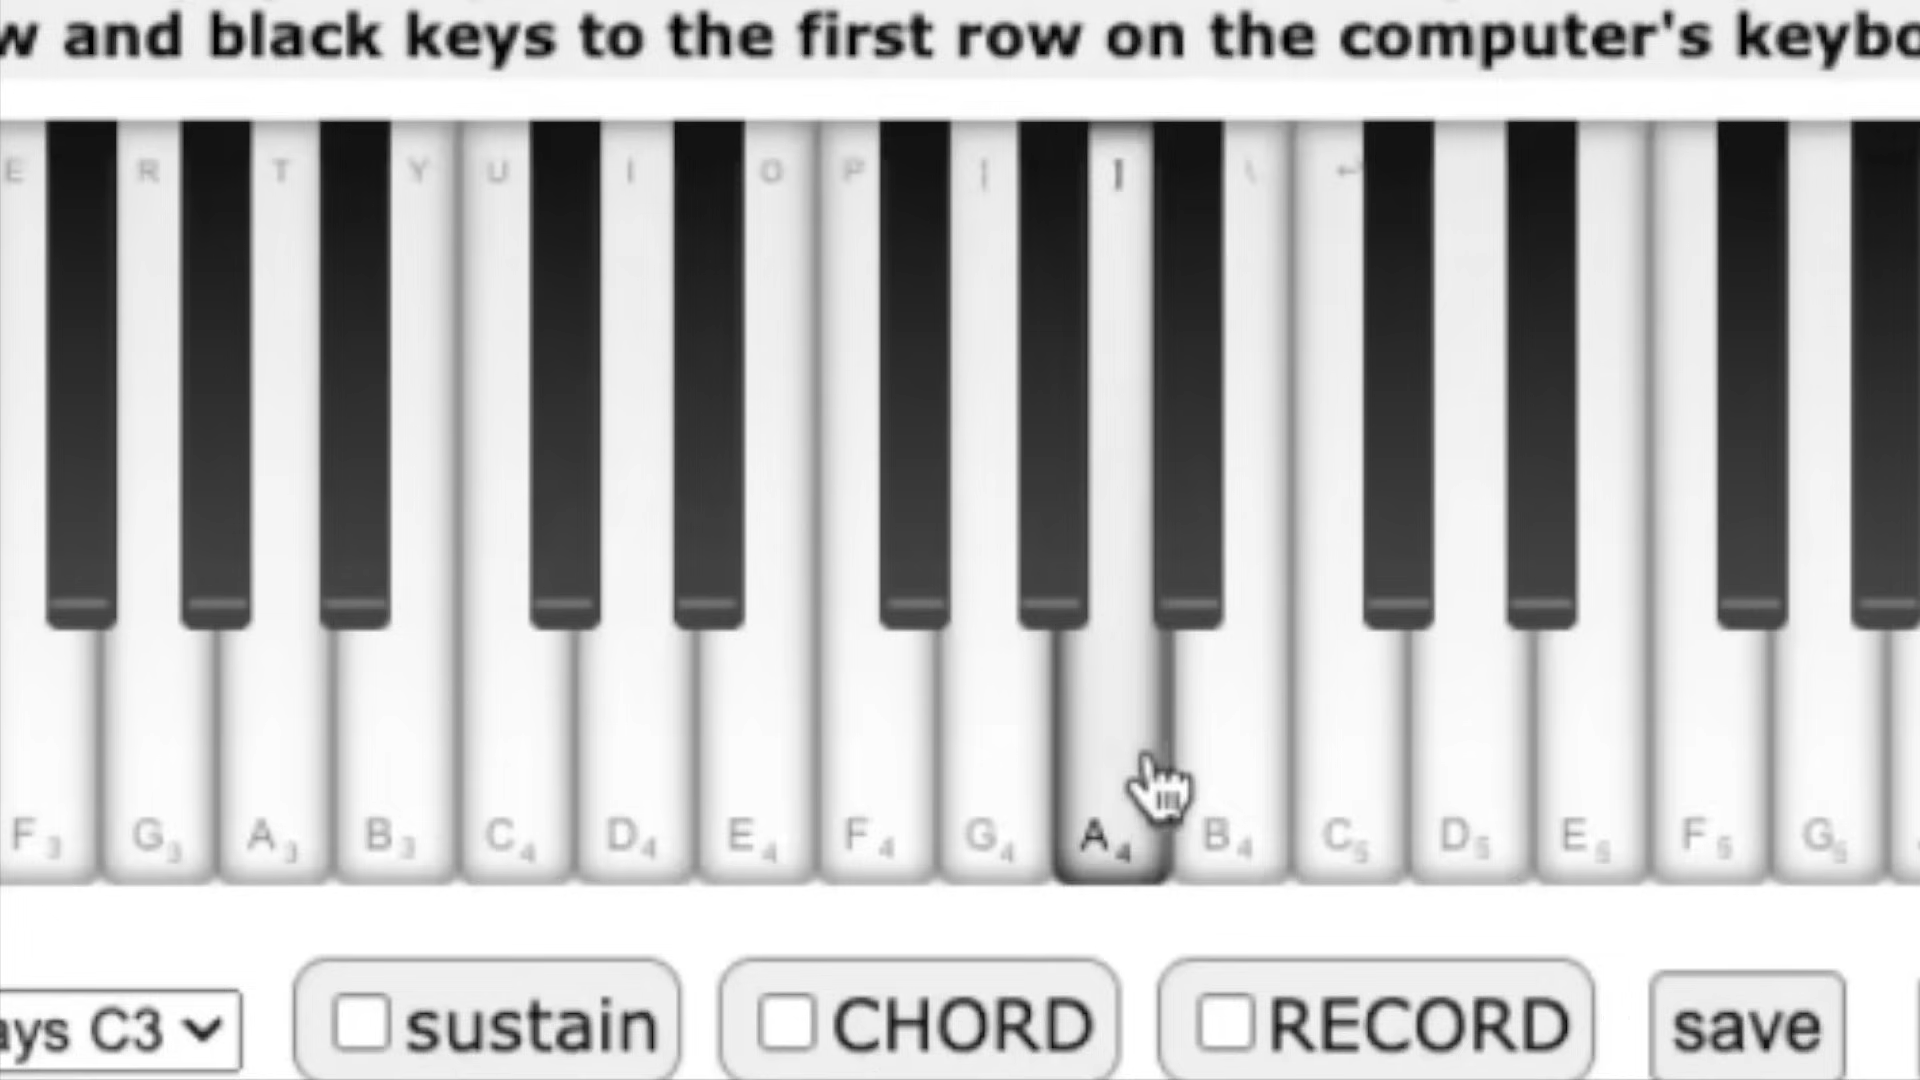 w and black keys to the first row on the computer's keybo
E R T Y U I O P [ ] \ ↵
F3 G3 A3 B3 C4 D4 E4 F4 G4 A4 B4 C5 D5 E5 F5 G5
ays C3 sustain CHORD RECORD save